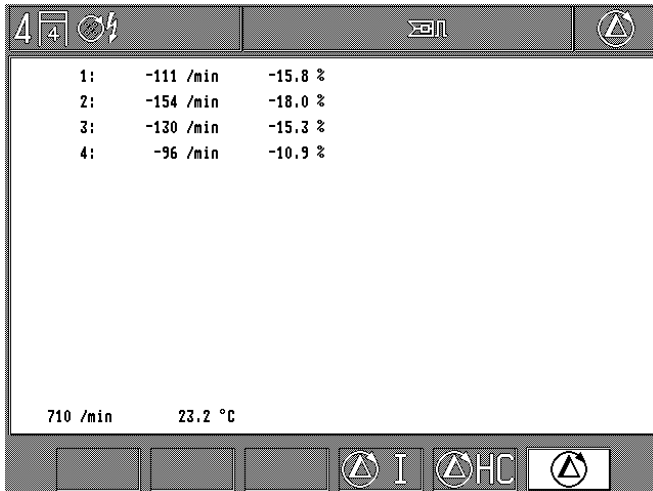 4 4
1: -111 /min -15.8 %
2: -154 /min -18.0 %
3: -130 /min -15.3 %
4: -96 /min -10.9 %
710 /min 23.2 °C
I HC